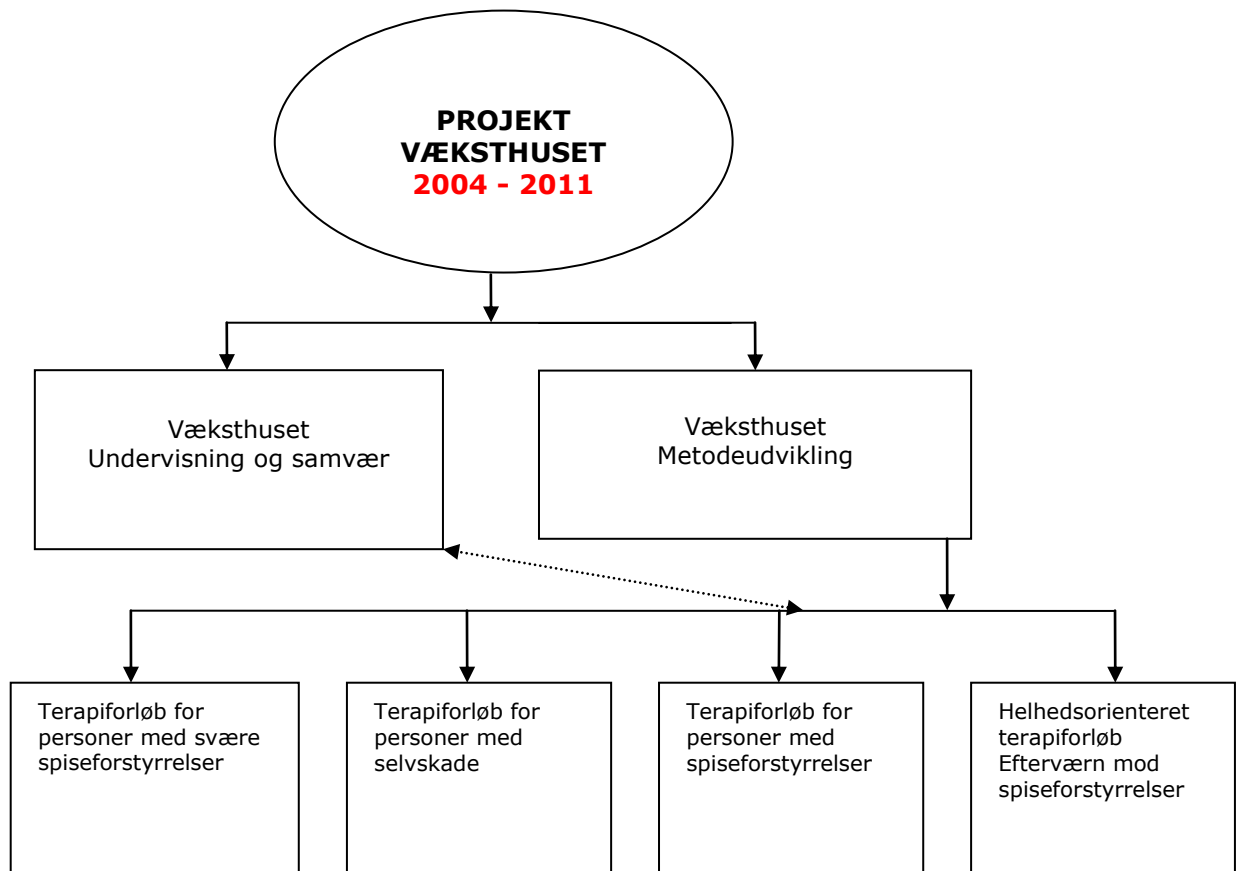 PROJEKT
VÆKSTHUSET
2004 - 2011
Væksthuset
Undervisning og samvær
Væksthuset
Metodeudvikling
Terapiforløb for
personer med svære
spiseforstyrrelser
Terapiforløb for
personer med
selvskade
Terapiforløb for
personer med
spiseforstyrrelser
Helhedsorienteret
terapiforløb
Efterværn mod
spiseforstyrrelser